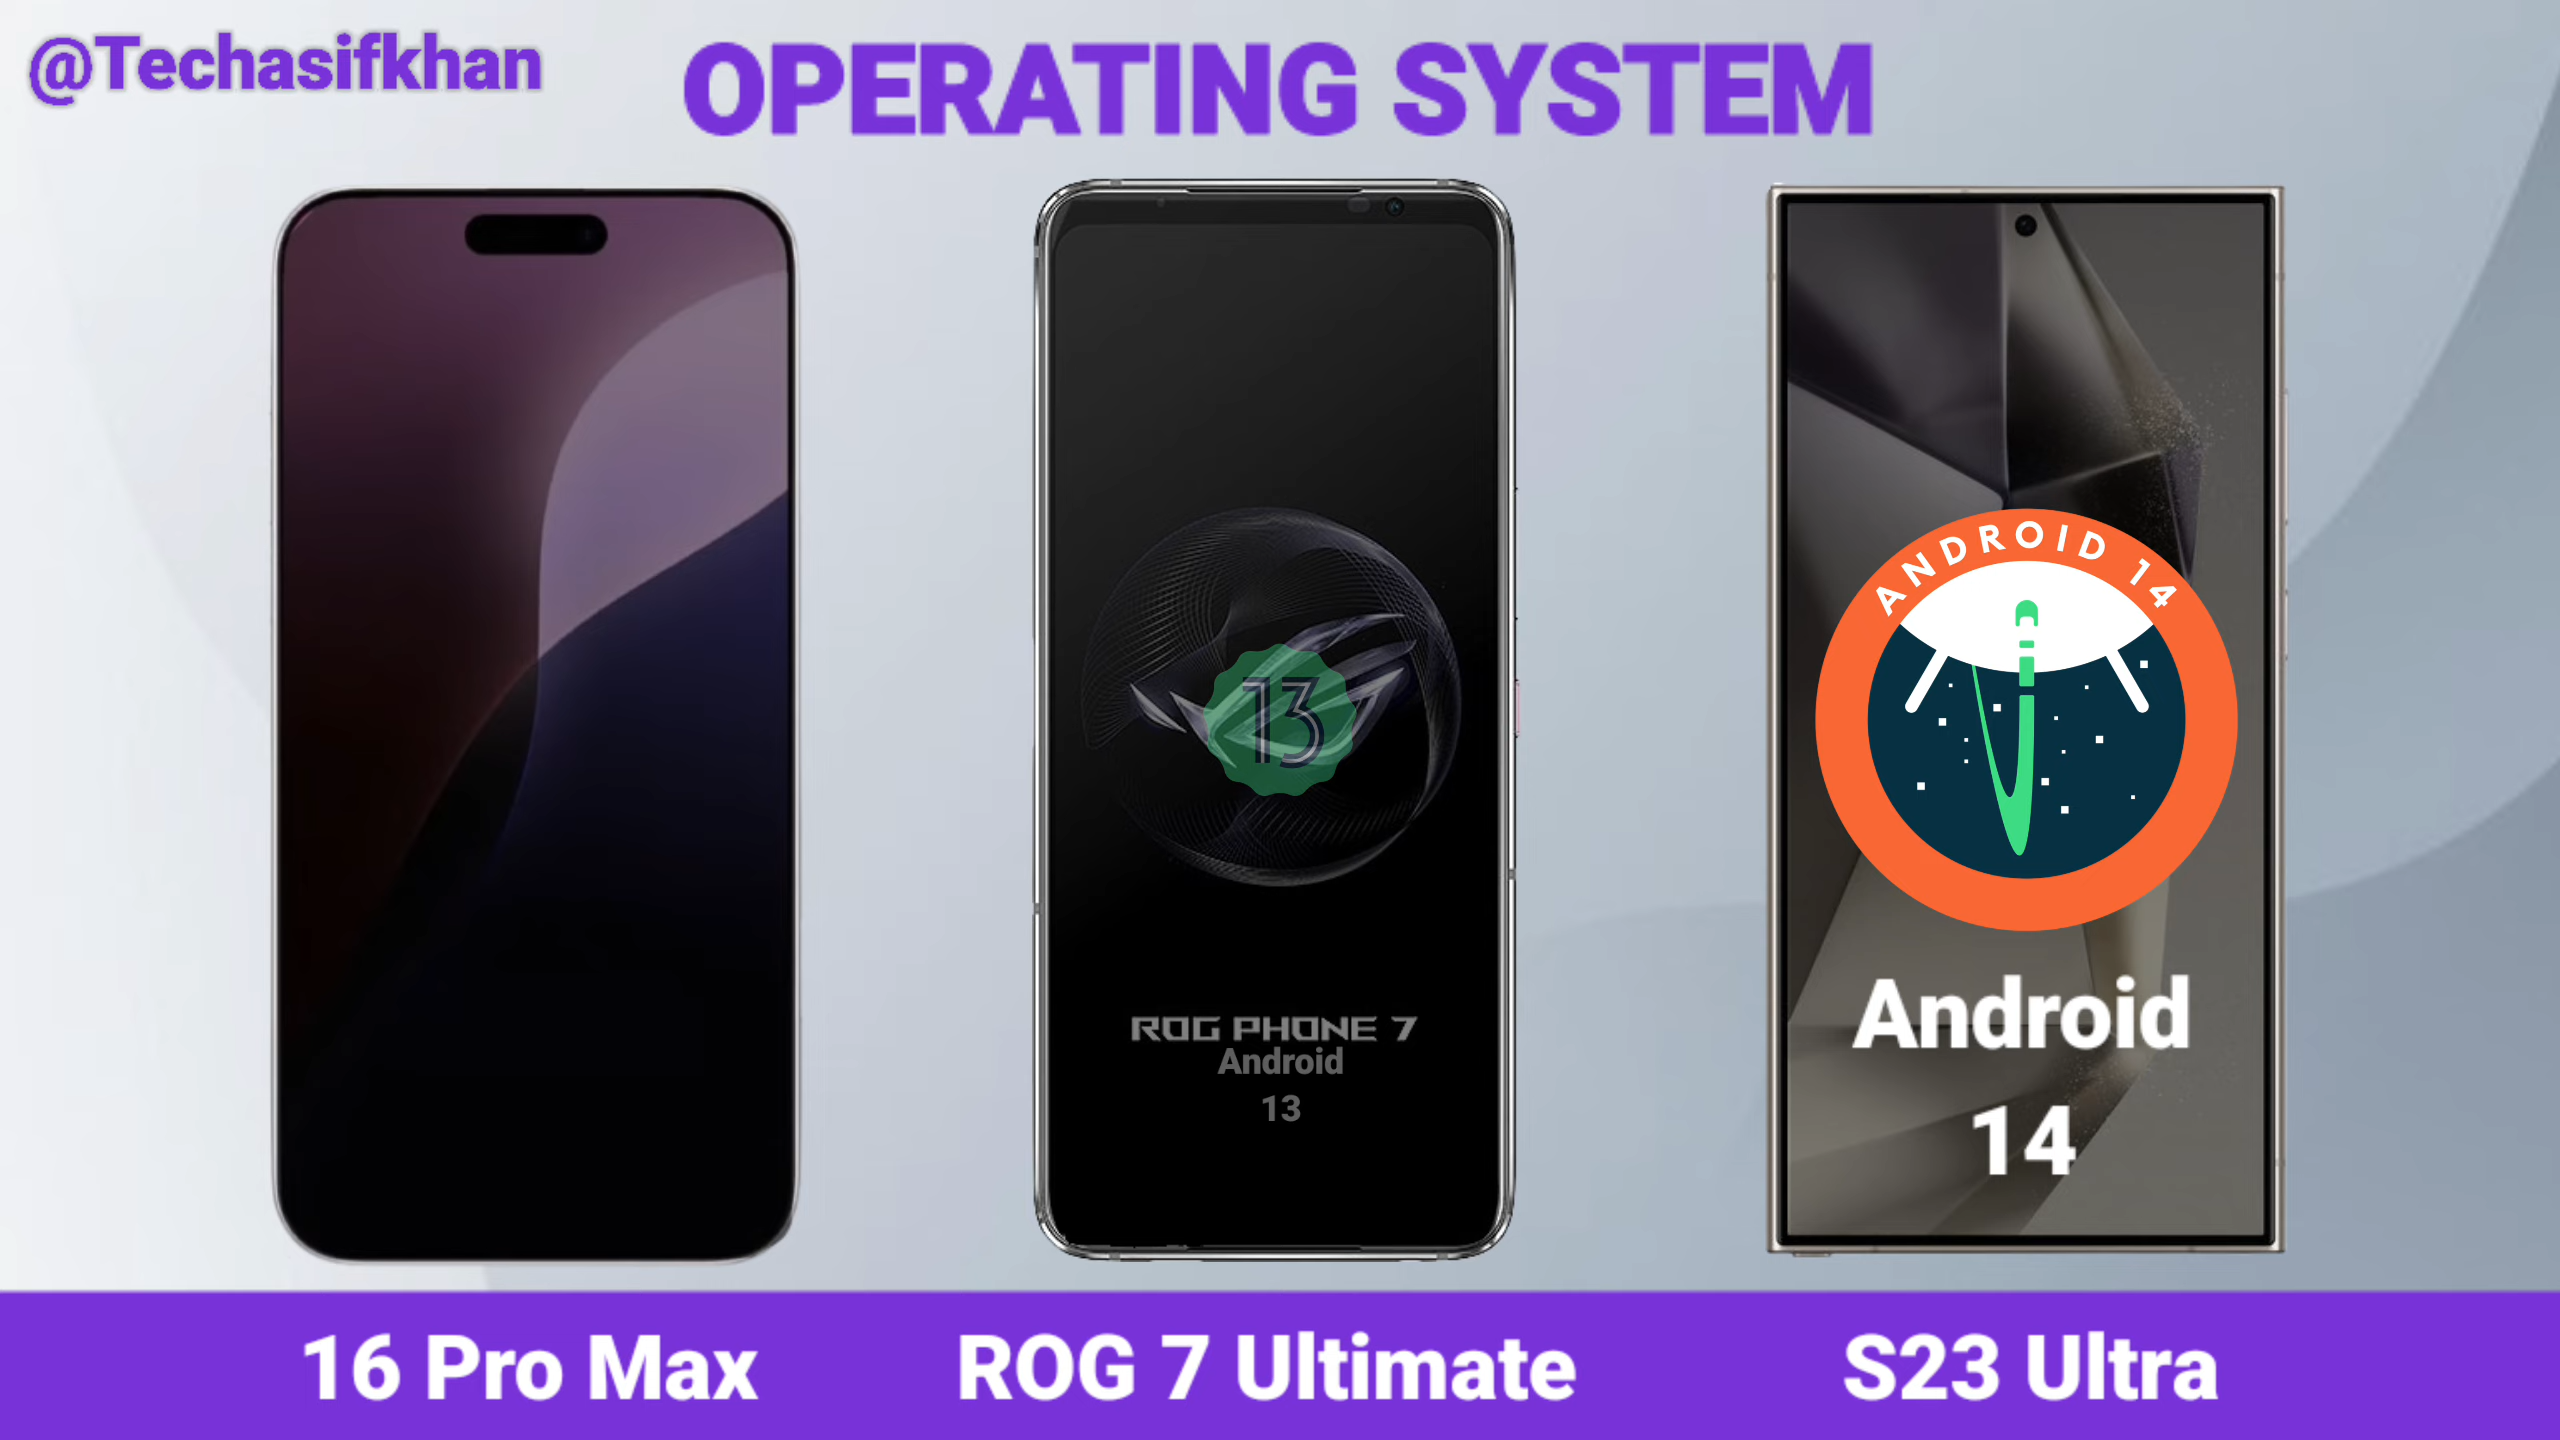 @Techasifkhan
OPERATING SYSTEM
13
ROG PHONE 7
Android
13
ANDROID 14
Android
14
16 Pro Max
ROG 7 Ultimate
S23 Ultra